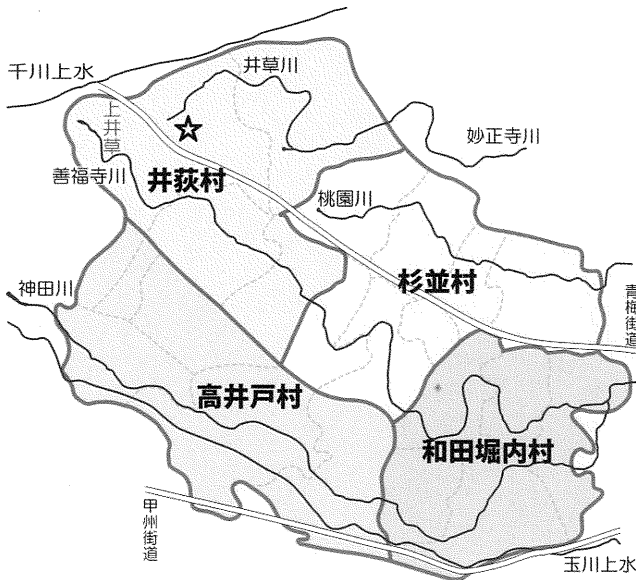 千川上水
井草川
上井草
妙正寺川
善福寺川
井荻村
桃園川
神田川
杉並村
青梅街道
高井戸村
和田堀内村
甲州街道
玉川上水